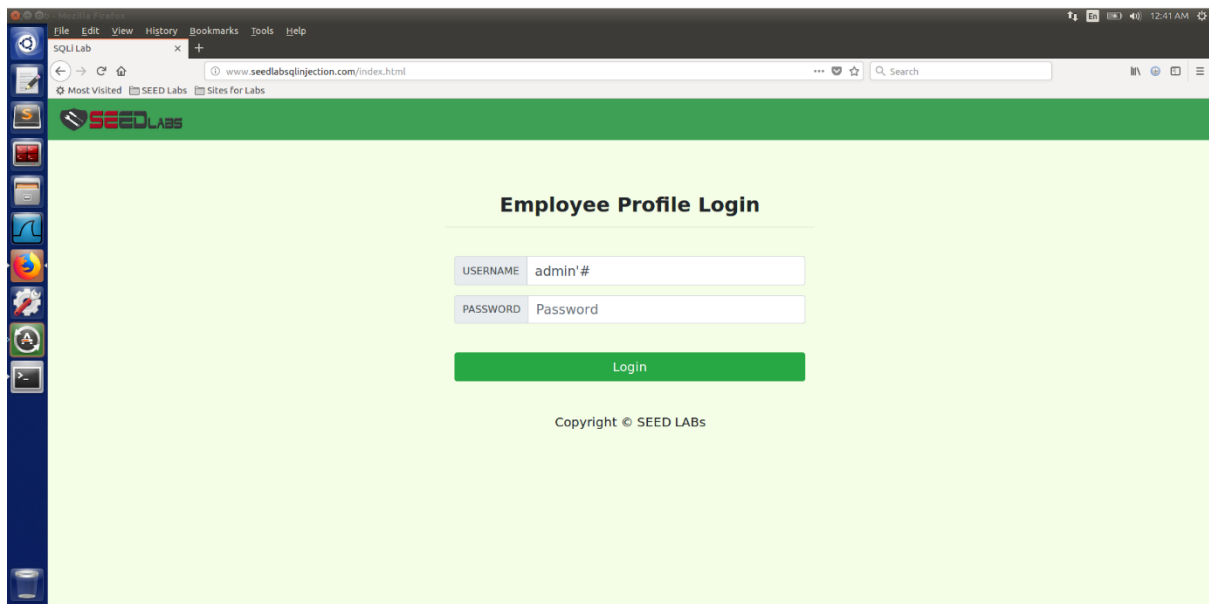 Mozilla Firefox
En 12:41 AM
File Edit View History Bookmarks Tools Help
SQLi Lab × +
www.seedlabsqlinjection.com/index.html
Search
Most Visited SEED Labs Sites for Labs
SEEDLABS
Employee Profile Login
USERNAME admin'#
PASSWORD Password
Login
Copyright © SEED LABs